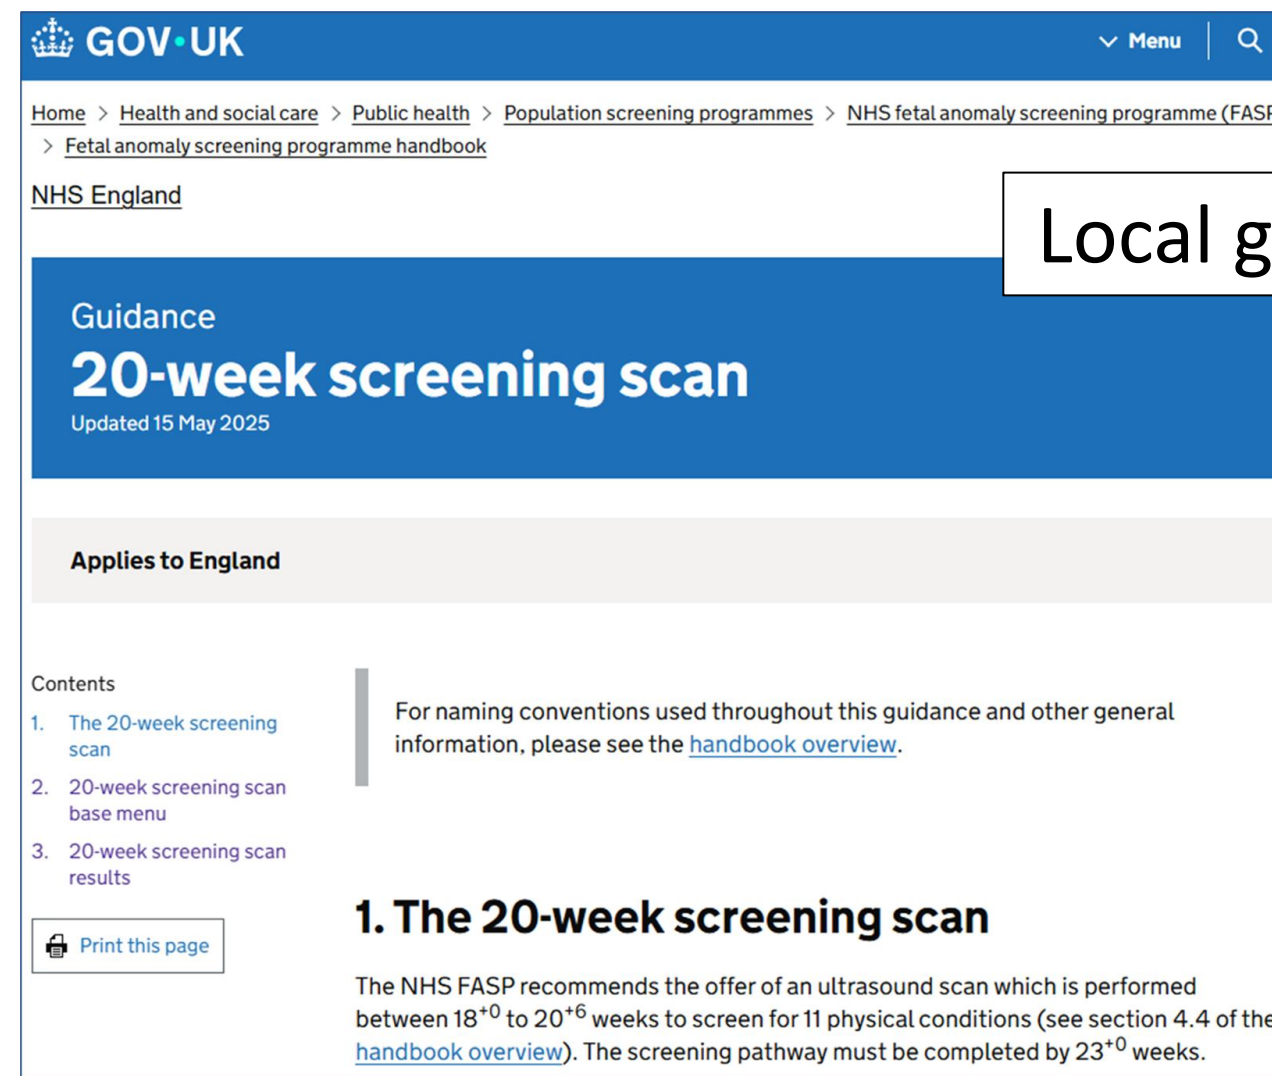 GOV·UK
Menu
Home > Health and social care > Public health > Population screening programmes > NHS fetal anomaly screening programme (FASP
> Fetal anomaly screening programme handbook
NHS England
Local g
Guidance
20-week screening scan
Updated 15 May 2025
Applies to England
Contents
1. The 20-week screening
scan
2. 20-week screening scan
base menu
3. 20-week screening scan
results
Print this page
For naming conventions used throughout this guidance and other general
information, please see the handbook overview.
1. The 20-week screening scan
The NHS FASP recommends the offer of an ultrasound scan which is performed
between 18⁺⁰ to 20⁺⁶ weeks to screen for 11 physical conditions (see section 4.4 of the
handbook overview). The screening pathway must be completed by 23⁺⁰ weeks.